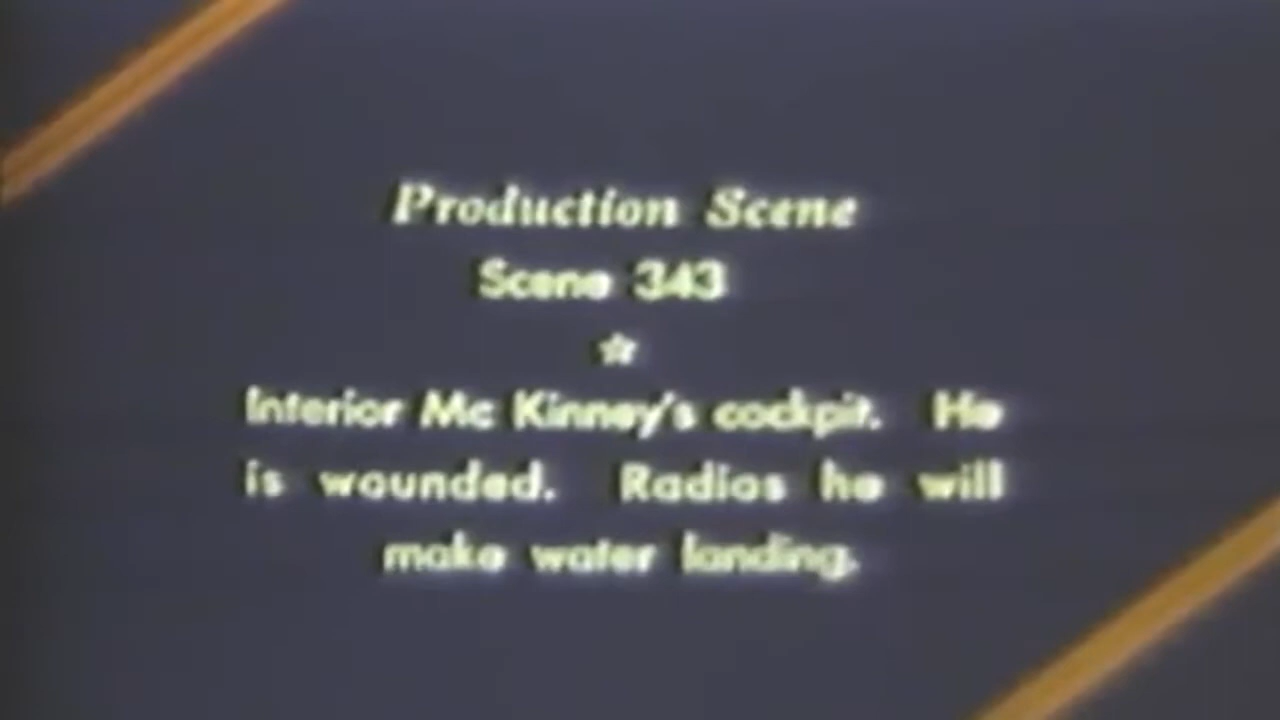 Production Scene
Scene 343
☆
Interior Mc Kinney's cockpit. He
is wounded. Radios he will
make water landing.